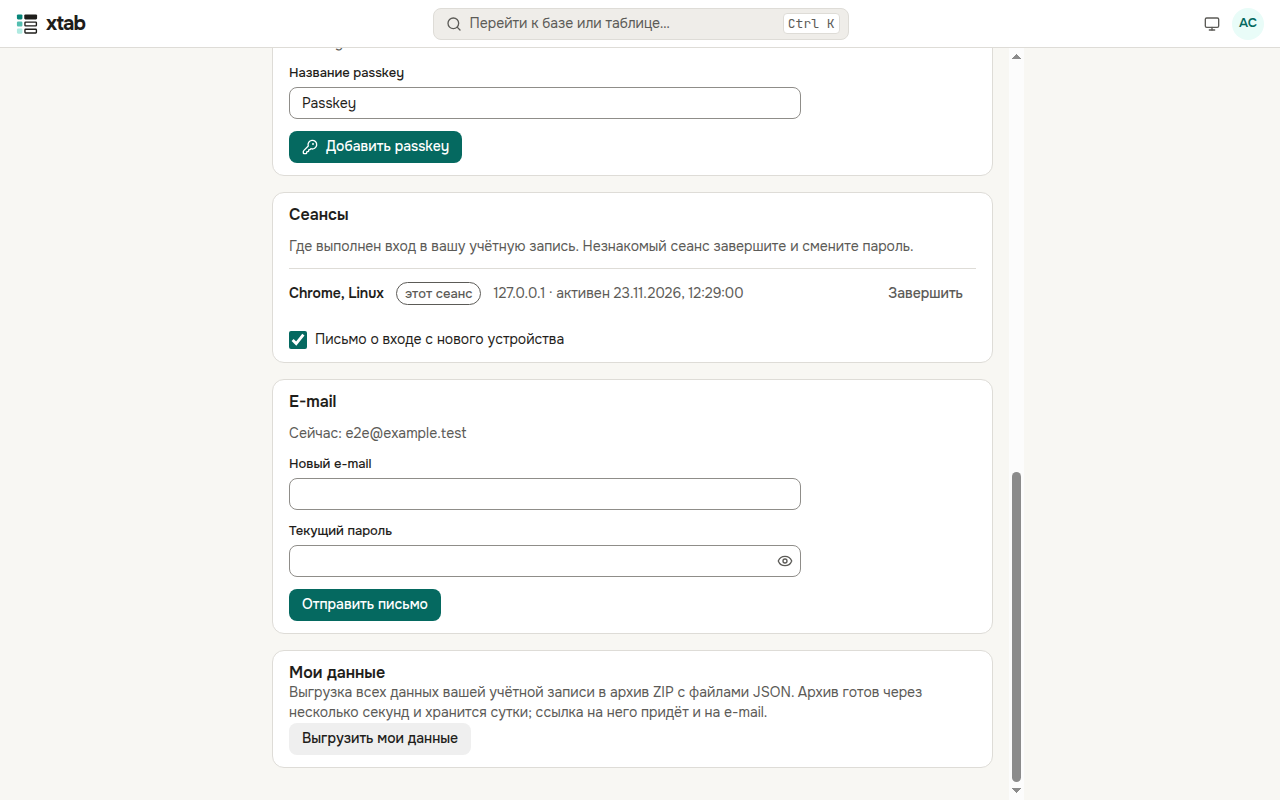 xtab
Перейти к базе или таблице...
Ctrl K
AC
Название passkey
Passkey
Добавить passkey
Сеансы
Где выполнен вход в вашу учётную запись. Незнакомый сеанс завершите и смените пароль.
Chrome, Linux
этот сеанс
127.0.0.1 · активен 23.11.2026, 12:29:00
Завершить
Письмо о входе с нового устройства
E-mail
Сейчас: e2e@example.test
Новый e-mail
Текущий пароль
Отправить письмо
Мои данные
Выгрузка всех данных вашей учётной записи в архив ZIP с файлами JSON. Архив готов через
несколько секунд и хранится сутки; ссылка на него придёт и на e-mail.
Выгрузить мои данные